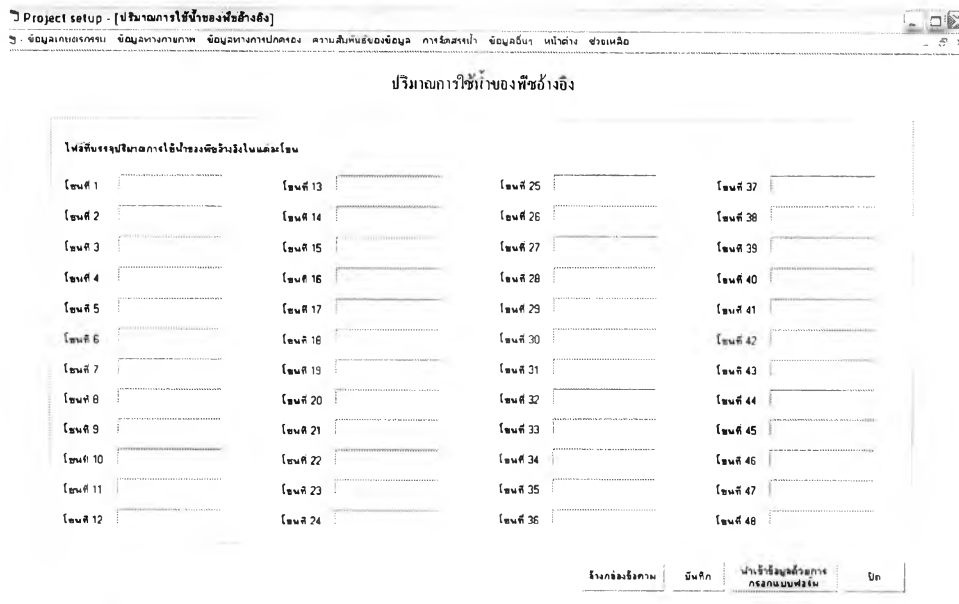 Project setup - [ปริมาณการใช้น้ำของพืชอ้างอิง]
ข้อมูลเกษตรกรรม ข้อมูลทางกายภาพ ข้อมูลทางการปกครอง ความสัมพันธ์ของข้อมูล การจัดสรรน้ำ ข้อมูลอื่นๆ หน้าต่าง ช่วยเหลือ
ปริมาณการใช้น้ำของพืชอ้างอิง
ไฟล์ที่บรรจุปริมาณการใช้น้ำของพืชอ้างอิงในแต่ละโซน
โซนที่ 1 โซนที่ 13 โซนที่ 25 โซนที่ 37
โซนที่ 2 โซนที่ 14 โซนที่ 26 โซนที่ 38
โซนที่ 3 โซนที่ 15 โซนที่ 27 โซนที่ 39
โซนที่ 4 โซนที่ 16 โซนที่ 28 โซนที่ 40
โซนที่ 5 โซนที่ 17 โซนที่ 29 โซนที่ 41
โซนที่ 6 โซนที่ 18 โซนที่ 30 โซนที่ 42
โซนที่ 7 โซนที่ 19 โซนที่ 31 โซนที่ 43
โซนที่ 8 โซนที่ 20 โซนที่ 32 โซนที่ 44
โซนที่ 9 โซนที่ 21 โซนที่ 33 โซนที่ 45
โซนที่ 10 โซนที่ 22 โซนที่ 34 โซนที่ 46
โซนที่ 11 โซนที่ 23 โซนที่ 35 โซนที่ 47
โซนที่ 12 โซนที่ 24 โซนที่ 36 โซนที่ 48
ล้างกล่องข้อความ บันทึก นำเข้าข้อมูลด้วยการ ปิด
กรอกแบบฟอร์ม